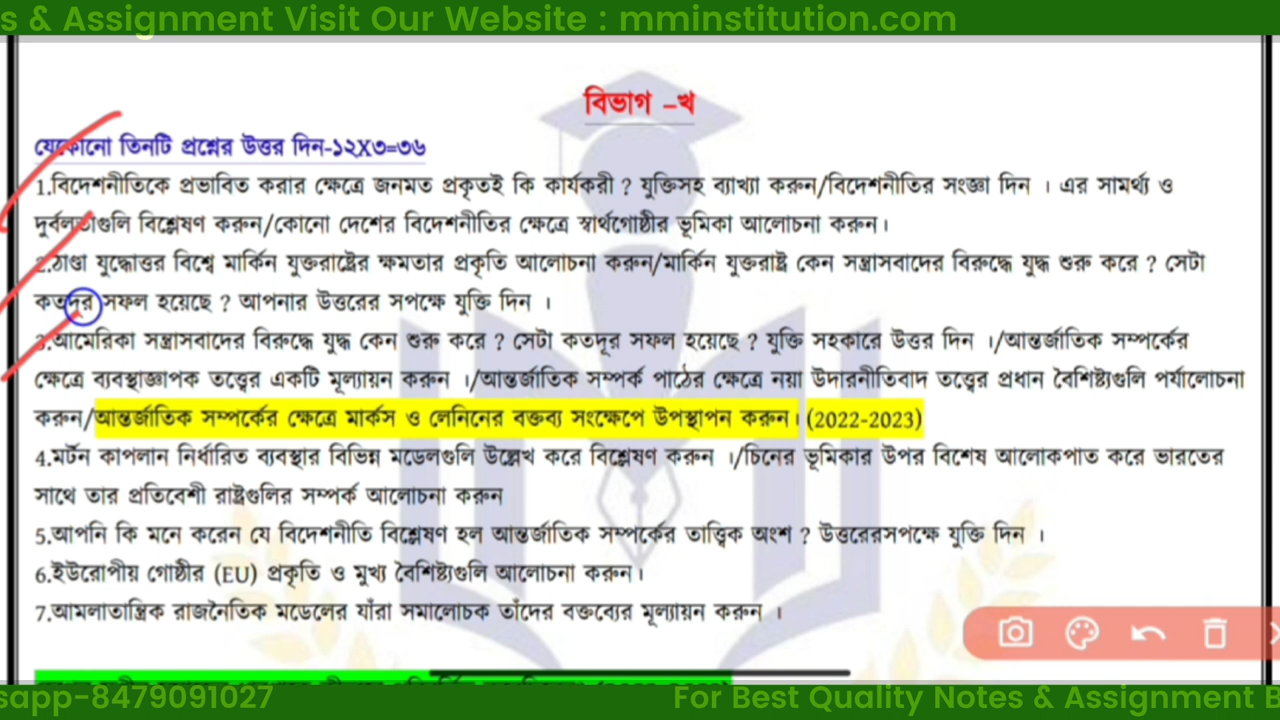 s & Assignment Visit Our Website : mminstitution.com
বিভাগ –খ
যেকোনো তিনটি প্রশ্নের উত্তর দিন-১২X৩=৩৬
1.বিদেশনীতিকে প্রভাবিত করার ক্ষেত্রে জনমত প্রকৃতই কি কার্যকরী ? যুক্তিসহ ব্যাখ্যা করুন/বিদেশনীতির সংজ্ঞা দিন । এর সামর্থ্য ও
দুর্বলতাগুলি বিশ্লেষণ করুন/কোনো দেশের বিদেশনীতির ক্ষেত্রে স্বার্থগোষ্ঠীর ভূমিকা আলোচনা করুন।
2.ঠাণ্ডা যুদ্ধোত্তর বিশ্বে মার্কিন যুক্তরাষ্ট্রের ক্ষমতার প্রকৃতি আলোচনা করুন/মার্কিন যুক্তরাষ্ট্র কেন সন্ত্রাসবাদের বিরুদ্ধে যুদ্ধ শুরু করে ? সেটা
কতদূর সফল হয়েছে ? আপনার উত্তরের সপক্ষে যুক্তি দিন ।
3.আমেরিকা সন্ত্রাসবাদের বিরুদ্ধে যুদ্ধ কেন শুরু করে ? সেটা কতদূর সফল হয়েছে ? যুক্তি সহকারে উত্তর দিন ।/আন্তর্জাতিক সম্পর্কের
ক্ষেত্রে ব্যবস্থাজ্ঞাপক তত্ত্বের একটি মূল্যায়ন করুন ।/আন্তর্জাতিক সম্পর্ক পাঠের ক্ষেত্রে নয়া উদারনীতিবাদ তত্ত্বের প্রধান বৈশিষ্ট্যগুলি পর্যালোচনা
করুন/আন্তর্জাতিক সম্পর্কের ক্ষেত্রে মার্কস ও লেনিনের বক্তব্য সংক্ষেপে উপস্থাপন করুন। (2022-2023)
4.মর্টন কাপলান নির্ধারিত ব্যবস্থার বিভিন্ন মডেলগুলি উল্লেখ করে বিশ্লেষণ করুন ।/চিনের ভূমিকার উপর বিশেষ আলোকপাত করে ভারতের
সাথে তার প্রতিবেশী রাষ্ট্রগুলির সম্পর্ক আলোচনা করুন
5.আপনি কি মনে করেন যে বিদেশনীতি বিশ্লেষণ হল আন্তর্জাতিক সম্পর্কের তাত্ত্বিক অংশ ? উত্তরেরসপক্ষে যুক্তি দিন ।
6.ইউরোপীয় গোষ্ঠীর (EU) প্রকৃতি ও মুখ্য বৈশিষ্ট্যগুলি আলোচনা করুন।
7.আমলাতান্ত্রিক রাজনৈতিক মডেলের যাঁরা সমালোচক তাঁদের বক্তব্যের মূল্যায়ন করুন ।
sapp-8479091027
For Best Quality Notes & Assignment B